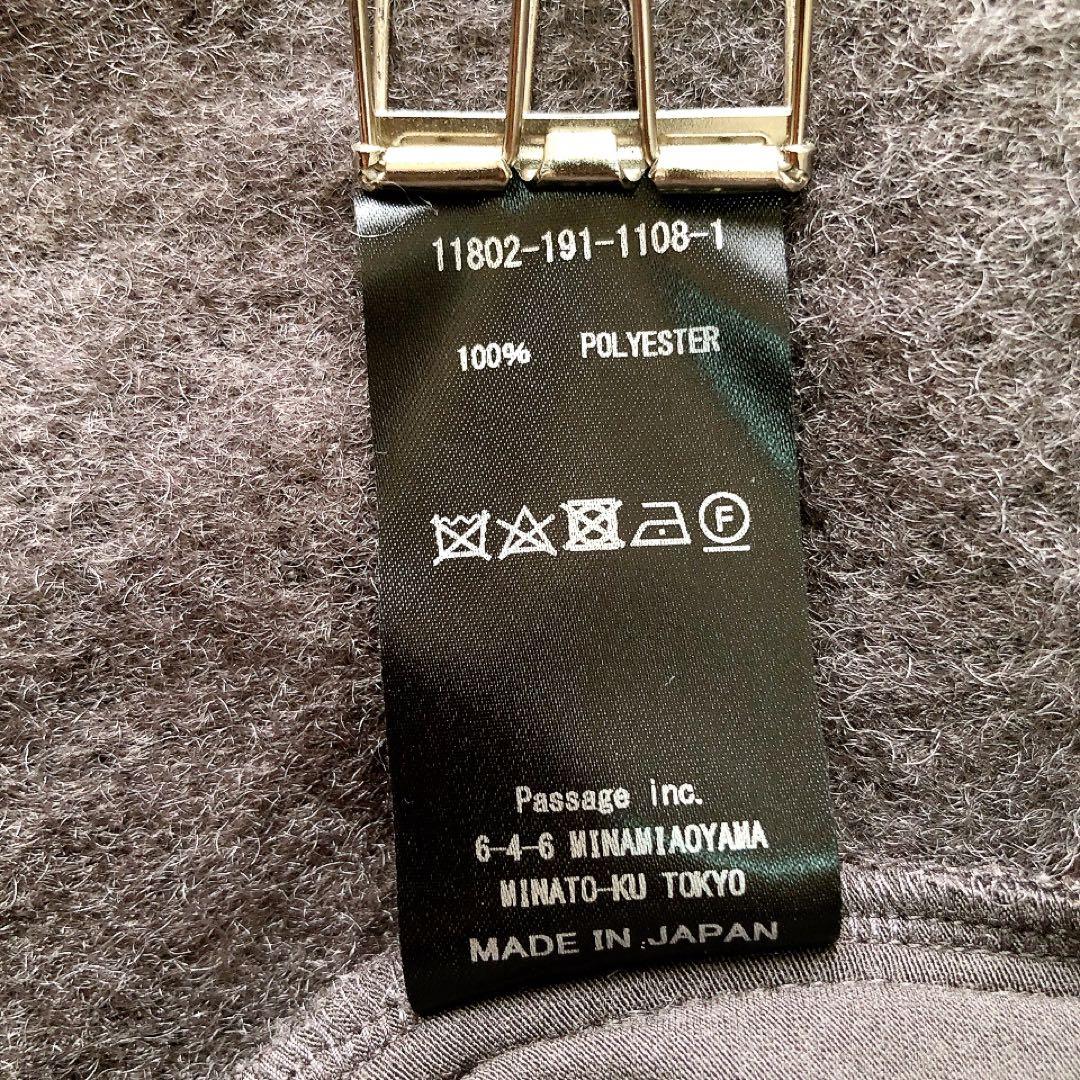 11802-191-1108-1
100% POLYESTER
F
Passage inc.
6-4-6 MINAMIAOYAMA
MINATO-KU TOKYO
MADE IN JAPAN